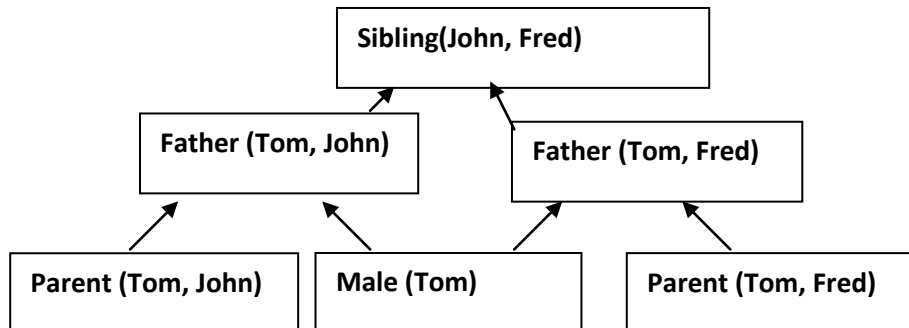 Sibling(John, Fred)
Father (Tom, John)
Father (Tom, Fred)
Parent (Tom, John)
Male (Tom)
Parent (Tom, Fred)